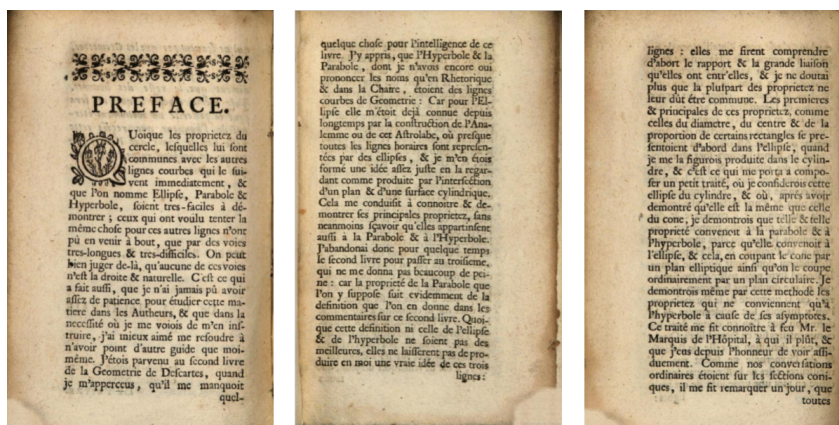 PREFACE.
QUoique les proprietez du
cercle, lesquelles lui sont
communes avec les autres
lignes courbes qui le sui-
vent immediatement, &
que l'on nomme Ellipse, Parabole &
Hyperbole, soient tres-faciles à dé-
montrer ; ceux qui ont voulu tenter la
même chose pour ces autres lignes n'ont
pû en venir à bout, que par des voies
tres-longues & tres-difficiles. On peut
bien juger de-là, qu'aucune de ces voies
n'est la droite & naturelle. C'est ce qui
a fait aussi, que je n'ai jamais pû avoir
assez de patience pour étudier cette ma-
tiere dans les Autheurs, & que dans la
necessité où je me voiois de m'en ins-
truire, j'ai mieux aimé me resoudre à
n'avoir point d'autre guide que moi-
même. J'étois parvenu au second livre
de la Geometrie de Descartes, quand
je m'apperceus, qu'il me manquoit
quel-
quelque chose pour l'intelligence de ce
livre. J'y appris, que l'Hyperbole & la
Parabole, dont je n'avois encore oui
prononcer les noms qu'en Rhetorique
& dans la Chaire, étoient des lignes
courbes de Geometrie : Car pour l'El-
lipse elle m'étoit dejà connue depuis
longtemps par la construction de l'Ana-
lemme ou de cet Astrolabe, où presque
toutes les lignes horaires sont represen-
tées par des ellipses, & je m'en étois
formé une idée assez juste en la regar-
dant comme produite par l'intersection
d'un plan & d'une surface cylindrique.
Cela me conduisit à connoitre & de-
montrer ses principales proprietez, sans
neanmoins sçavoir qu'elles appartinsent
aussi à la Parabole & à l'Hyperbole.
J'abandonai donc pour quelque temps
le second livre pour passer au troisieme,
qui ne me donna pas beaucoup de pei-
ne : car la proprieté de la Parabole que
l'on y suppose suit evidemment de la
definition que l'on en donne dans les
commentaires sur ce second livre. Quoi-
que cette definition ni celle de l'ellipse
& de l'hyperbole ne soient pas des
meilleures, elles ne laisserent pas de pro-
duire en moi une vraie idée de ces trois
lignes :
lignes : elles me firent comprendre
d'abort le rapport & la grande liaison
qu'elles ont entr'elles, & je ne doutai
plus que la plûpart des proprietez ne
leur dût étre commune. Les premieres
& principales de ces proprietez, comme
celles du diametre, du centre & de la
proportion de certains rectangles se pre-
sentoient d'abord dans l'ellipse, quand
je me la figurois produite dans le cylin-
dre, & c'est ce qui me porta à compo-
ser un petit traité, où je considerois cette
ellipse du cylindre, & où, aprés avoir
demontré qu'elle est la même que celle
du cone, je demontrois que telle & telle
proprieté convenoit à la parabole & à
l'hyperbole, parce qu'elle convenoit à
l'ellipse, & cela, en coupant le cone par
un plan elliptique ainsi qu'on le coupe
ordinairement par un plan circulaire. Je
demontrois même par cette methode les
proprietez qui ne conviennent qu'à
l'hyperbole à cause de ses asymptotes.
Ce traité me fit connoître à feu Mr. le
Marquis de l'Hôpital, à qui il plût, &
que j'eus depuis l'honneur de voir assi-
duement. Comme nos conversations
ordinaires étoient sur les sections coni-
ques, il me fit remarquer un jour, que
toutes